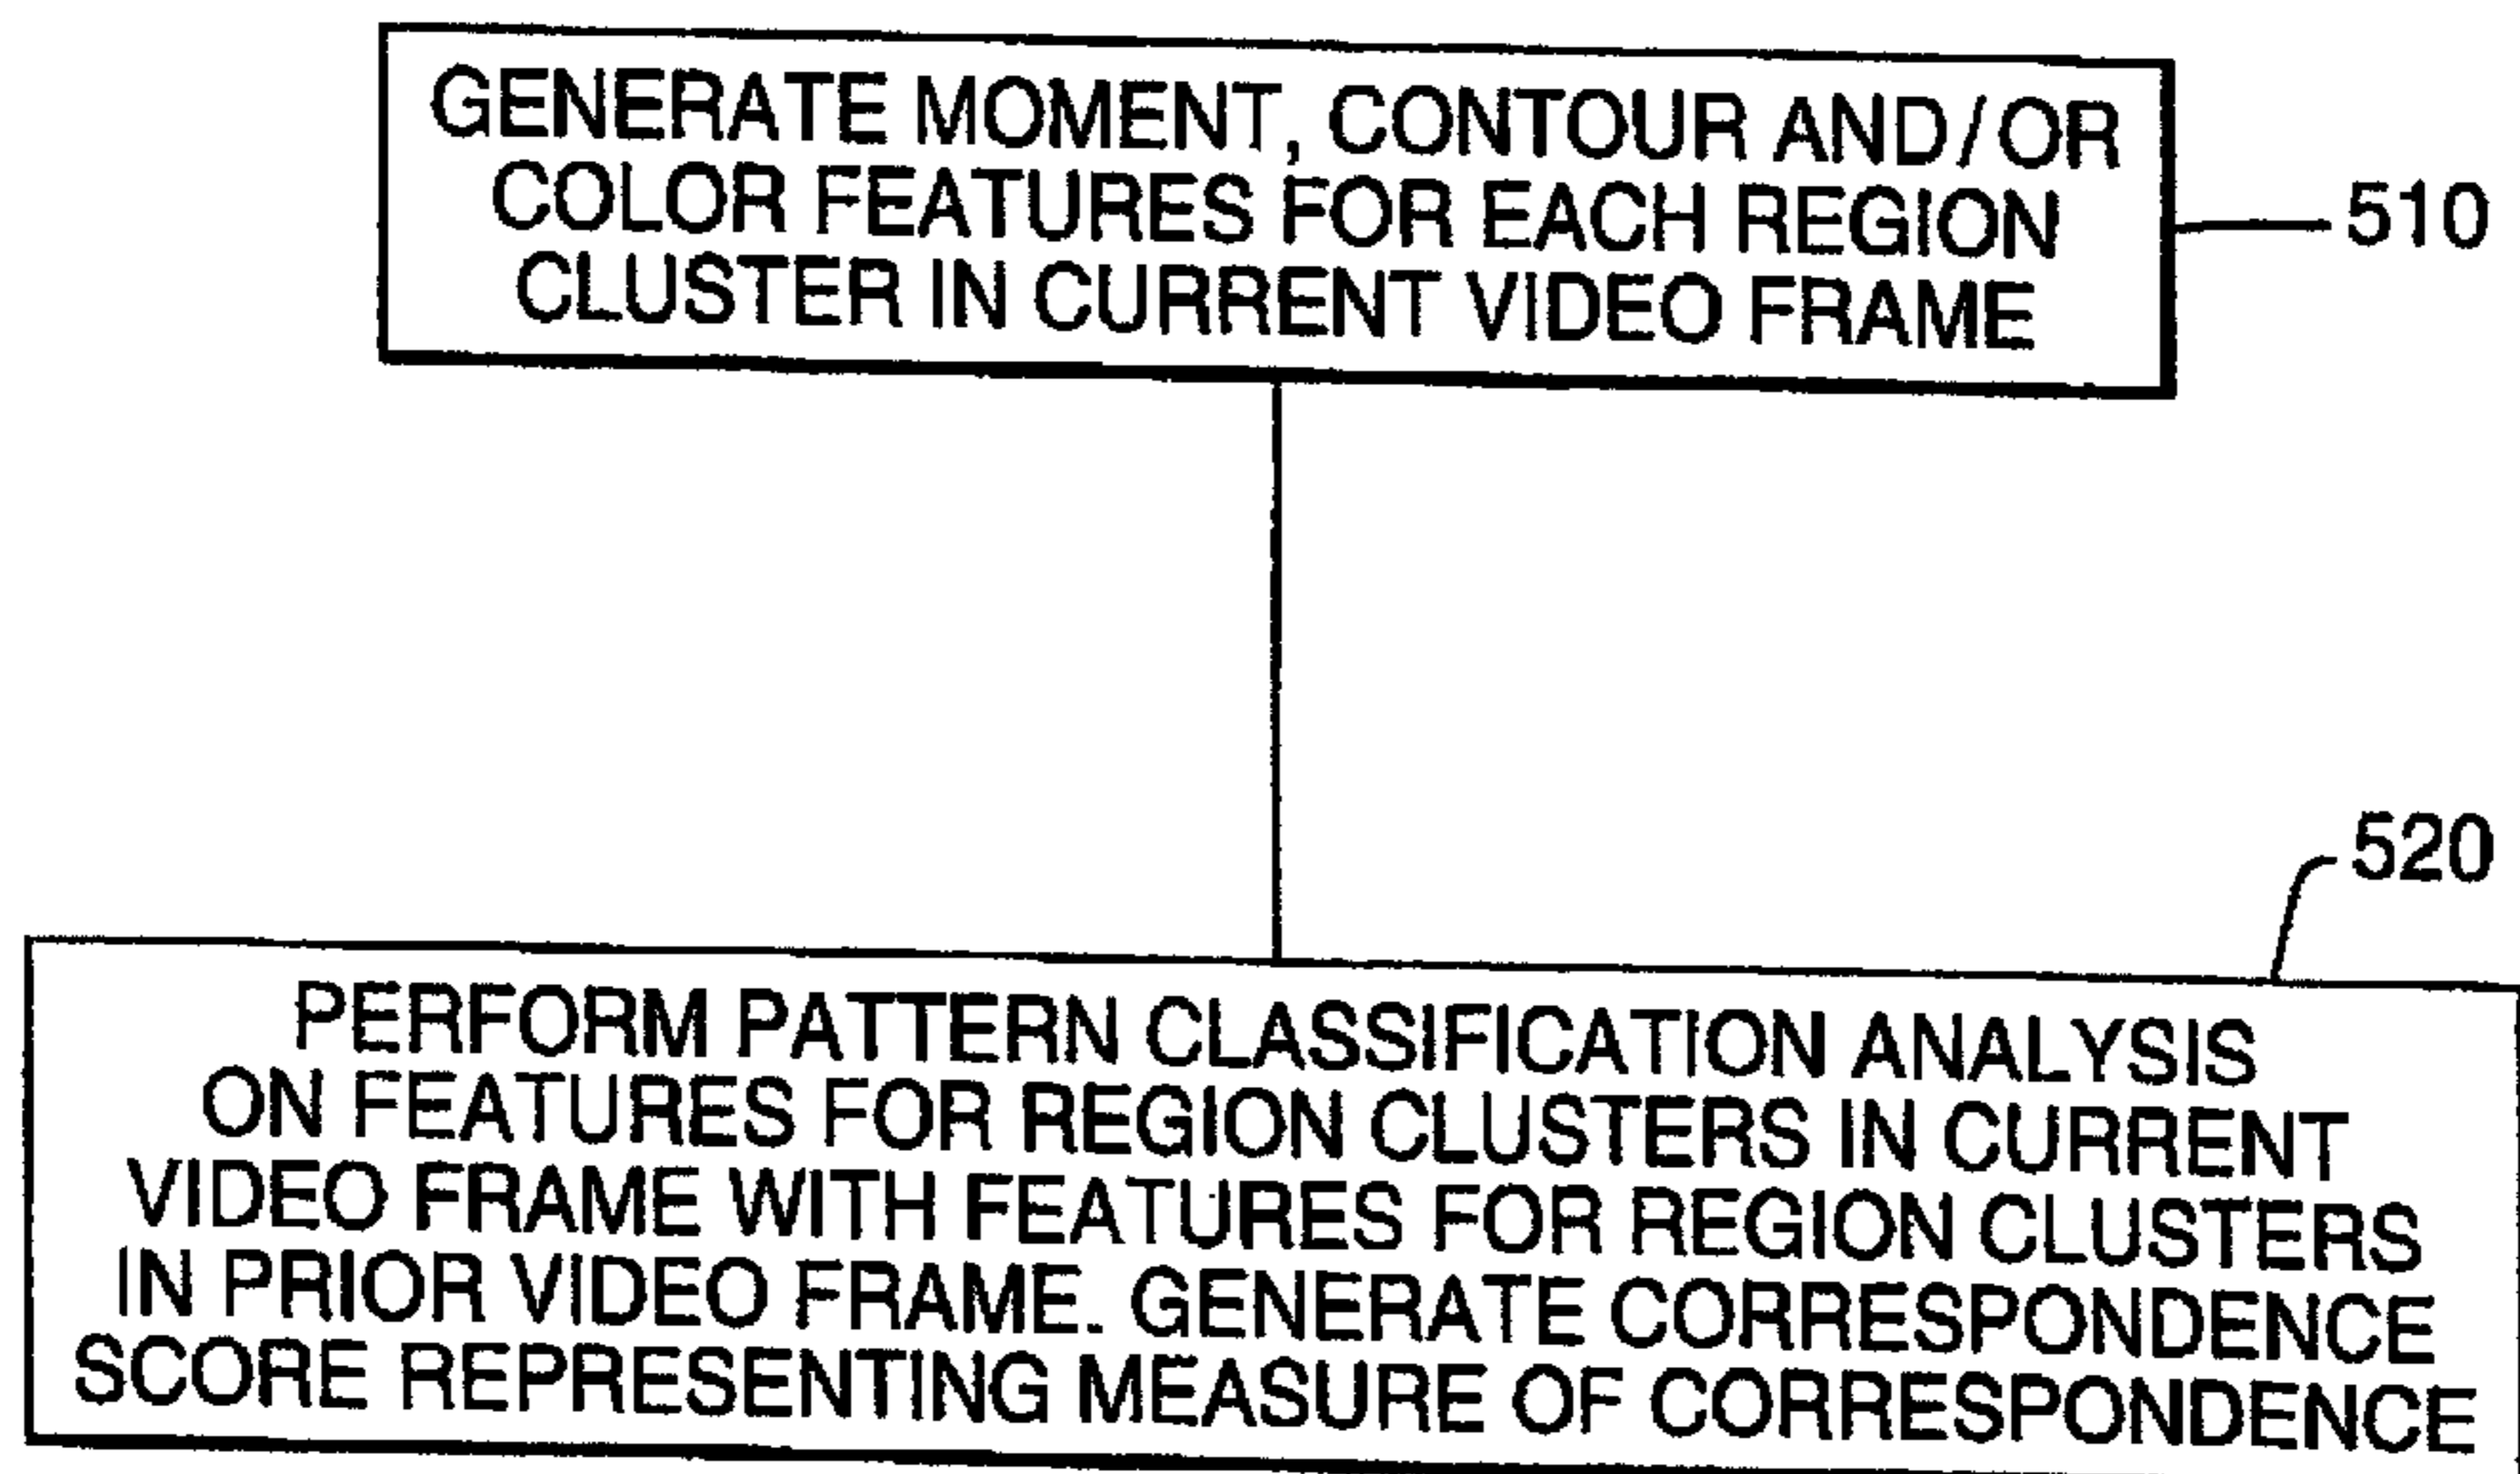 GENERATE MOMENT, CONTOUR AND/OR
COLOR FEATURES FOR EACH REGION
CLUSTER IN CURRENT VIDEO FRAME
510
520
PERFORM PATTERN CLASSIFICATION ANALYSIS
ON FEATURES FOR REGION CLUSTERS IN CURRENT
VIDEO FRAME WITH FEATURES FOR REGION CLUSTERS
IN PRIOR VIDEO FRAME. GENERATE CORRESPONDENCE
SCORE REPRESENTING MEASURE OF CORRESPONDENCE